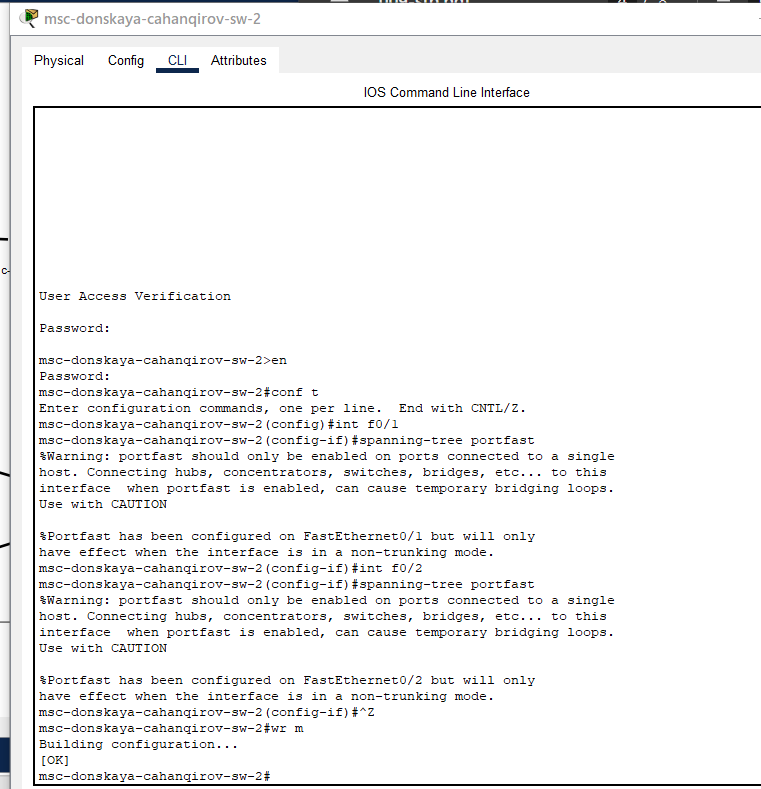 msc-donskaya-cahanqirov-sw-2
Physical Config CLI Attributes
IOS Command Line Interface
c-
User Access Verification
Password:
msc-donskaya-cahanqirov-sw-2>en
Password:
msc-donskaya-cahanqirov-sw-2#conf t
Enter configuration commands, one per line.  End with CNTL/Z.
msc-donskaya-cahanqirov-sw-2(config)#int f0/1
msc-donskaya-cahanqirov-sw-2(config-if)#spanning-tree portfast
%Warning: portfast should only be enabled on ports connected to a single
host. Connecting hubs, concentrators, switches, bridges, etc... to this
interface  when portfast is enabled, can cause temporary bridging loops.
Use with CAUTION
%Portfast has been configured on FastEthernet0/1 but will only
have effect when the interface is in a non-trunking mode.
msc-donskaya-cahanqirov-sw-2(config-if)#int f0/2
msc-donskaya-cahanqirov-sw-2(config-if)#spanning-tree portfast
%Warning: portfast should only be enabled on ports connected to a single
host. Connecting hubs, concentrators, switches, bridges, etc... to this
interface  when portfast is enabled, can cause temporary bridging loops.
Use with CAUTION
%Portfast has been configured on FastEthernet0/2 but will only
have effect when the interface is in a non-trunking mode.
msc-donskaya-cahanqirov-sw-2(config-if)#^Z
msc-donskaya-cahanqirov-sw-2#wr m
Building configuration...
[OK]
msc-donskaya-cahanqirov-sw-2#